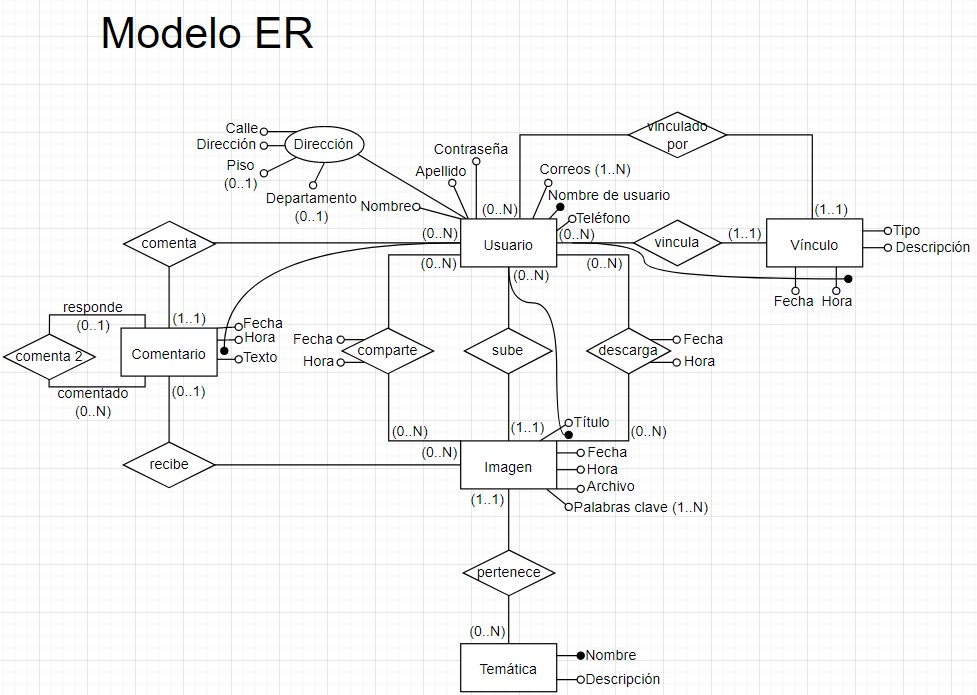 Modelo ER
vinculado
por
Calle
Dirección
Dirección
Piso
(0..1)
Departamento
(0..1)
Contraseña
Apellido
Nombre
Correos (1..N)
Nombre de usuario
Teléfono
(0..N)
(0..N)
(0..N)
(1..1)
(1..1)
comenta
Usuario
vincula
Vínculo
Tipo
Descripción
Fecha
Hora
(0..N)
(0..N)
(0..N)
responde
(0..1)
(1..1)
Fecha
Hora
Texto
comenta 2
Comentario
Fecha
Hora
comparte
sube
descarga
Fecha
Hora
comentado
(0..N)
(0..1)
(0..N)
(1..1)
Título
(0..N)
(0..N)
recibe
Imagen
Fecha
Hora
Archivo
Palabras clave (1..N)
(1..1)
pertenece
(0..N)
Temática
Nombre
Descripción